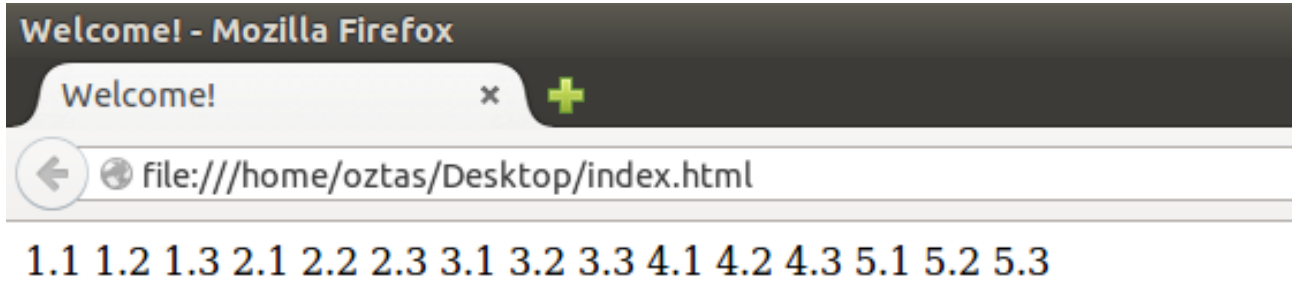 Welcome! - Mozilla Firefox
Welcome!
file:///home/oztas/Desktop/index.html
1.1 1.2 1.3 2.1 2.2 2.3 3.1 3.2 3.3 4.1 4.2 4.3 5.1 5.2 5.3